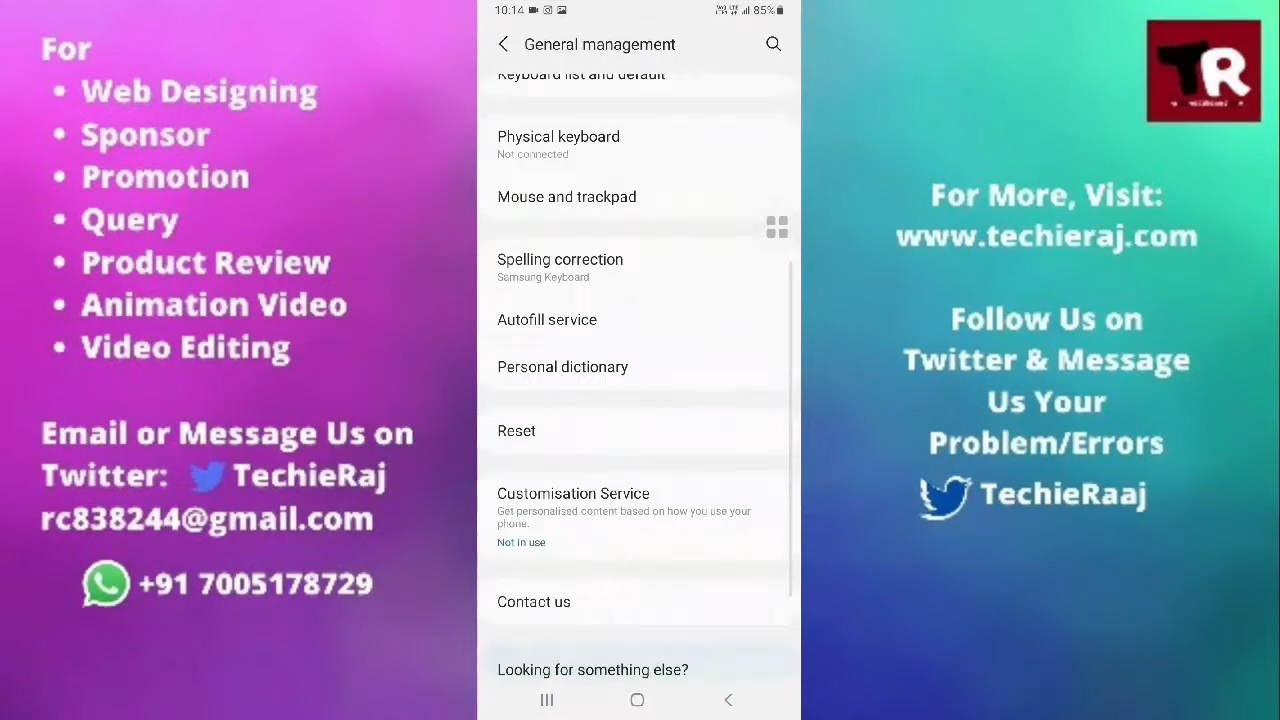 For
• Web Designing
• Sponsor
• Promotion
• Query
• Product Review
• Animation Video
• Video Editing
Email or Message Us on
Twitter: TechieRaj
rc838244@gmail.com
+91 7005178729
10:14
85%
General management
Keyboard list and default
Physical keyboard
Not connected
Mouse and trackpad
Spelling correction
Samsung Keyboard
Autofill service
Personal dictionary
Reset
Customisation Service
Get personalised content based on how you use your
phone.
Not in use
Contact us
Looking for something else?
TR
For More, Visit:
www.techieraj.com
Follow Us on
Twitter & Message
Us Your
Problem/Errors
TechieRaaj